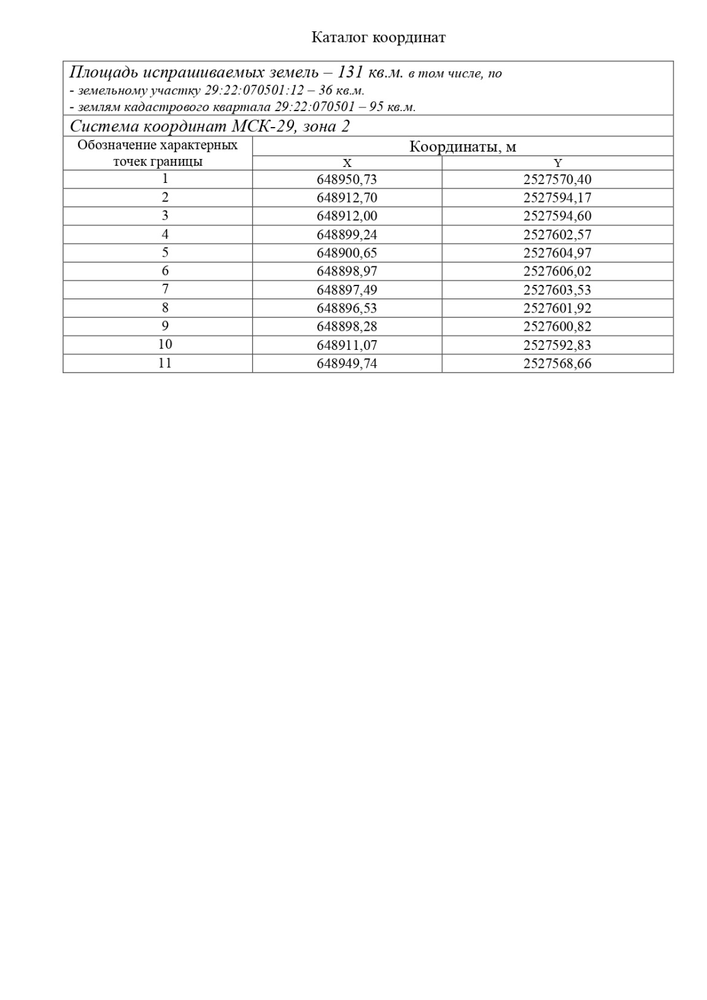 Каталог координат
Площадь испрашиваемых земель – 131 кв.м. в том числе, по
- земельному участку 29:22:070501:12 – 36 кв.м.
- землям кадастрового квартала 29:22:070501 – 95 кв.м.
Система координат МСК-29, зона 2
Обозначение характерных точек границы
Координаты, м
X Y
1 648950,73 2527570,40
2 648912,70 2527594,17
3 648912,00 2527594,60
4 648899,24 2527602,57
5 648900,65 2527604,97
6 648898,97 2527606,02
7 648897,49 2527603,53
8 648896,53 2527601,92
9 648898,28 2527600,82
10 648911,07 2527592,83
11 648949,74 2527568,66